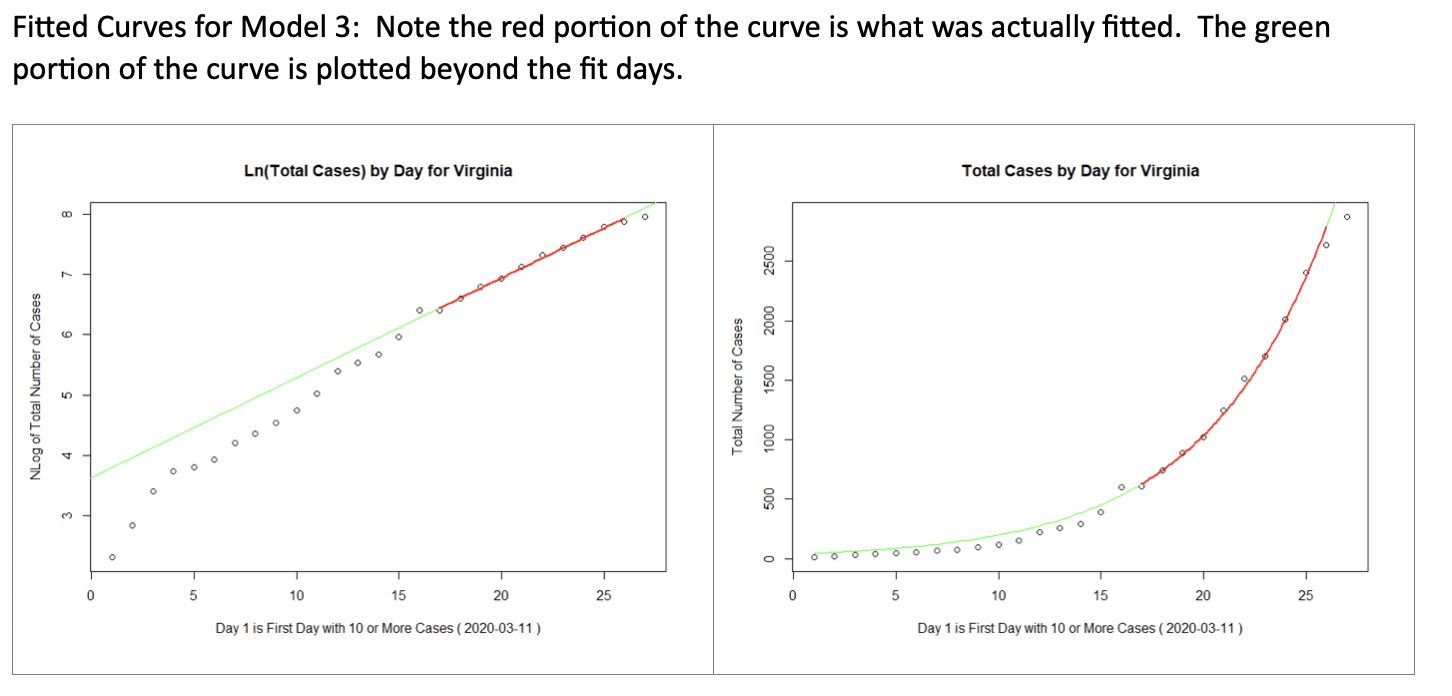 Fitted Curves for Model 3:  Note the red portion of the curve is what was actually fitted.  The green
portion of the curve is plotted beyond the fit days.
Ln(Total Cases) by Day for Virginia
NLog of Total Number of Cases
8
7
6
5
4
3
0 5 10 15 20 25
Day 1 is First Day with 10 or More Cases ( 2020-03-11 )
Total Cases by Day for Virginia
Total Number of Cases
2500
2000
1500
1000
500
0
0 5 10 15 20 25
Day 1 is First Day with 10 or More Cases ( 2020-03-11 )